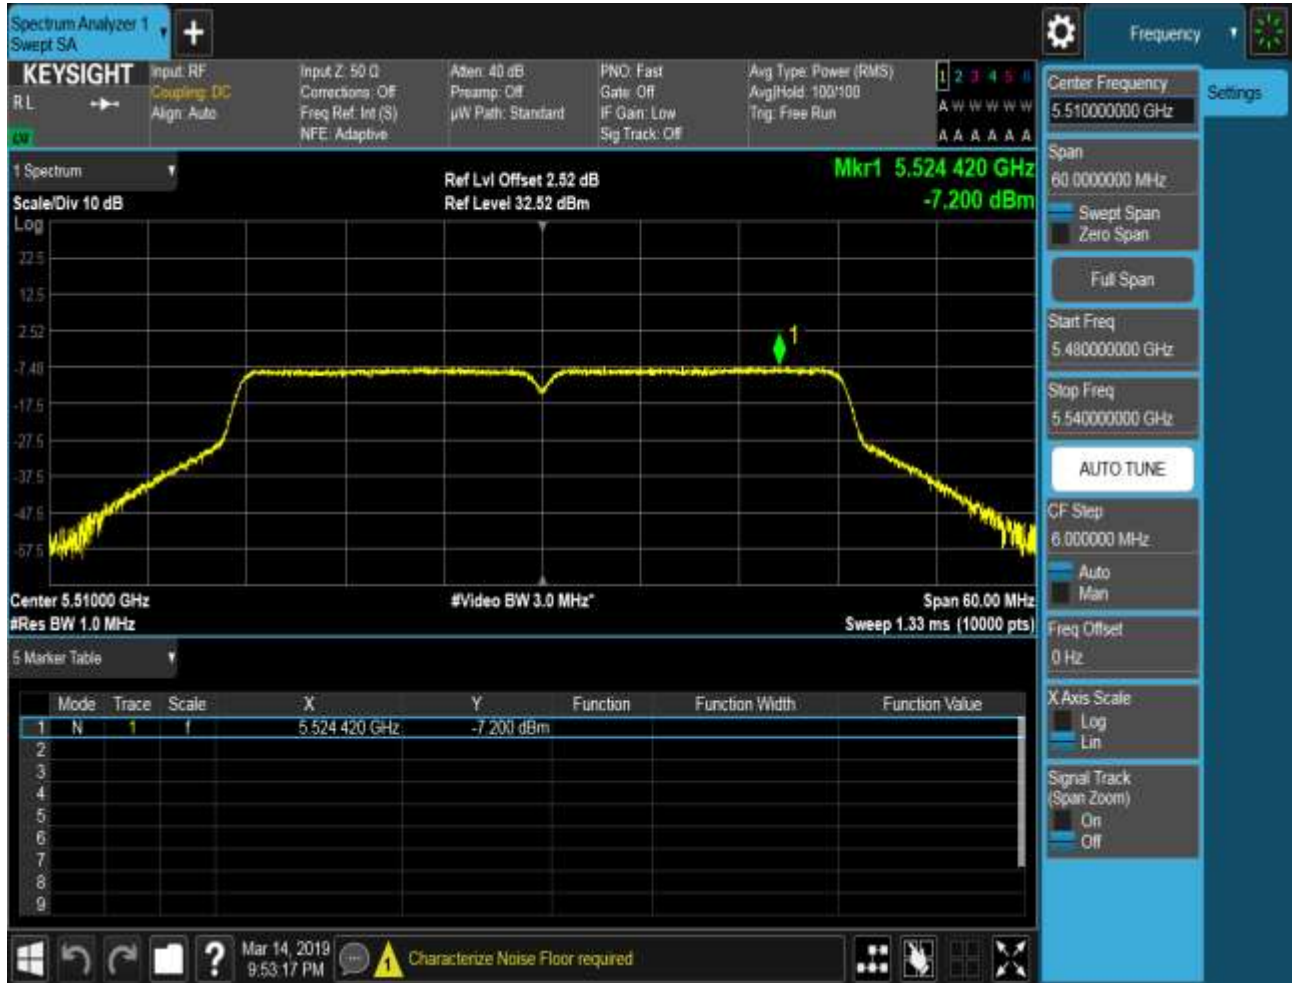 Spectrum Analyzer 1
Swept SA
Frequency
KEYSIGHT
R L
Input: RF
Coupling: DC
Align: Auto
Input Z: 50 Ω
Corrections: Off
Freq Ref: Int (S)
NFE: Adaptive
Atten: 40 dB
Preamp: Off
µW Path: Standard
PNO: Fast
Gate: Off
IF Gain: Low
Sig Track: Off
Avg Type: Power (RMS)
Avg|Hold: 100/100
Trig: Free Run
1 2 3 4 5 6
A W W W W W
A A A A A A
1 Spectrum
Scale/Div 10 dB
Ref Lvl Offset 2.52 dB
Ref Level 32.52 dBm
Mkr1 5.524 420 GHz
-7.200 dBm
Log
22.5
12.5
2.52
-7.48
-17.5
-27.5
-37.5
-47.5
-57.5
1
Center 5.51000 GHz
#Res BW 1.0 MHz
#Video BW 3.0 MHz*
Span 60.00 MHz
Sweep 1.33 ms (10000 pts)
5 Marker Table
Mode Trace Scale X Y Function Function Width Function Value
1 N 1 f 5.524 420 GHz -7.200 dBm
2
3
4
5
6
7
8
9
Mar 14, 2019
9:53:17 PM
1
Characterize Noise Floor required
Center Frequency
5.510000000 GHz
Settings
Span
60.0000000 MHz
Swept Span
Zero Span
Full Span
Start Freq
5.480000000 GHz
Stop Freq
5.540000000 GHz
AUTO TUNE
CF Step
6.000000 MHz
Auto
Man
Freq Offset
0 Hz
X Axis Scale
Log
Lin
Signal Track
(Span Zoom)
On
Off